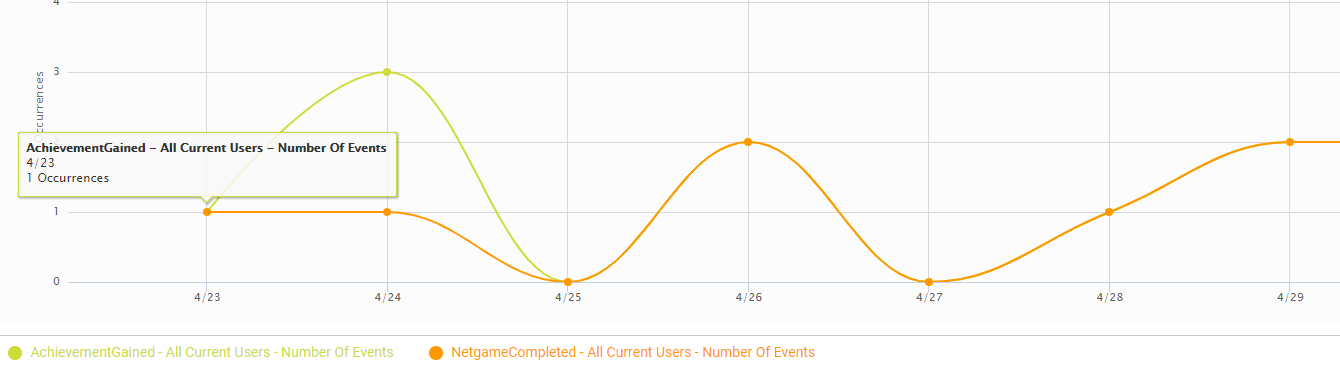 4
3
ccurrences
AchievementGained – All Current Users – Number Of Events
4/23
1 Occurrences
1
0
4/23 4/24 4/25 4/26 4/27 4/28 4/29
AchievementGained - All Current Users - Number Of Events NetgameCompleted - All Current Users - Number Of Events